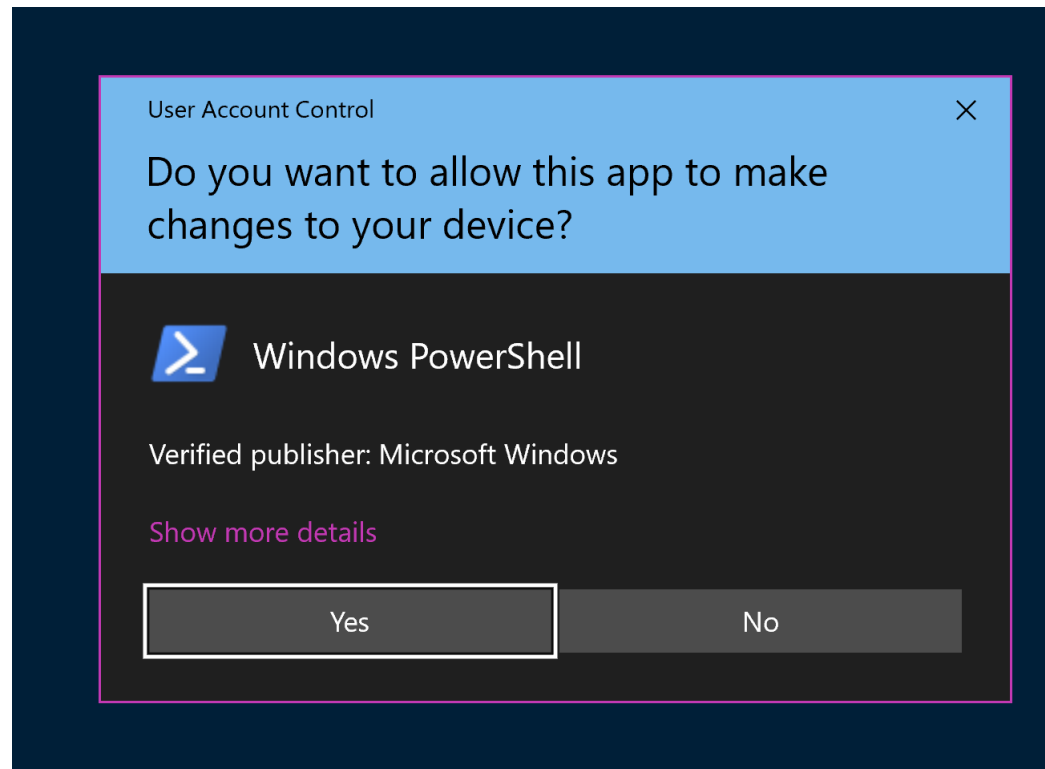 User Account Control
Do you want to allow this app to make
changes to your device?
Windows PowerShell
Verified publisher: Microsoft Windows
Show more details
Yes
No